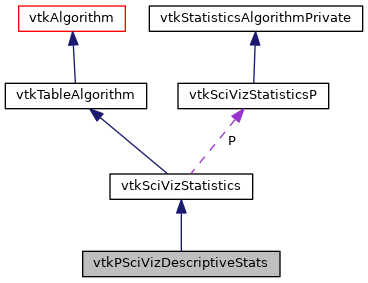 vtkAlgorithm
vtkStatisticsAlgorithmPrivate
vtkTableAlgorithm
vtkSciVizStatisticsP
P
vtkSciVizStatistics
vtkPSciVizDescriptiveStats